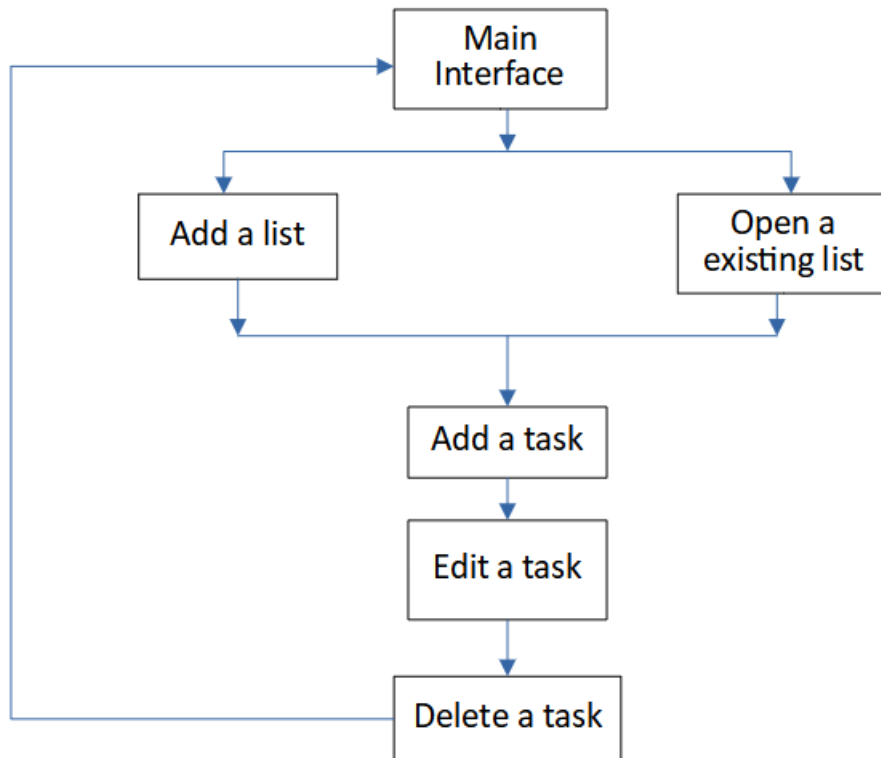 Main
Interface
Add a list
Open a
existing list
Add a task
Edit a task
Delete a task